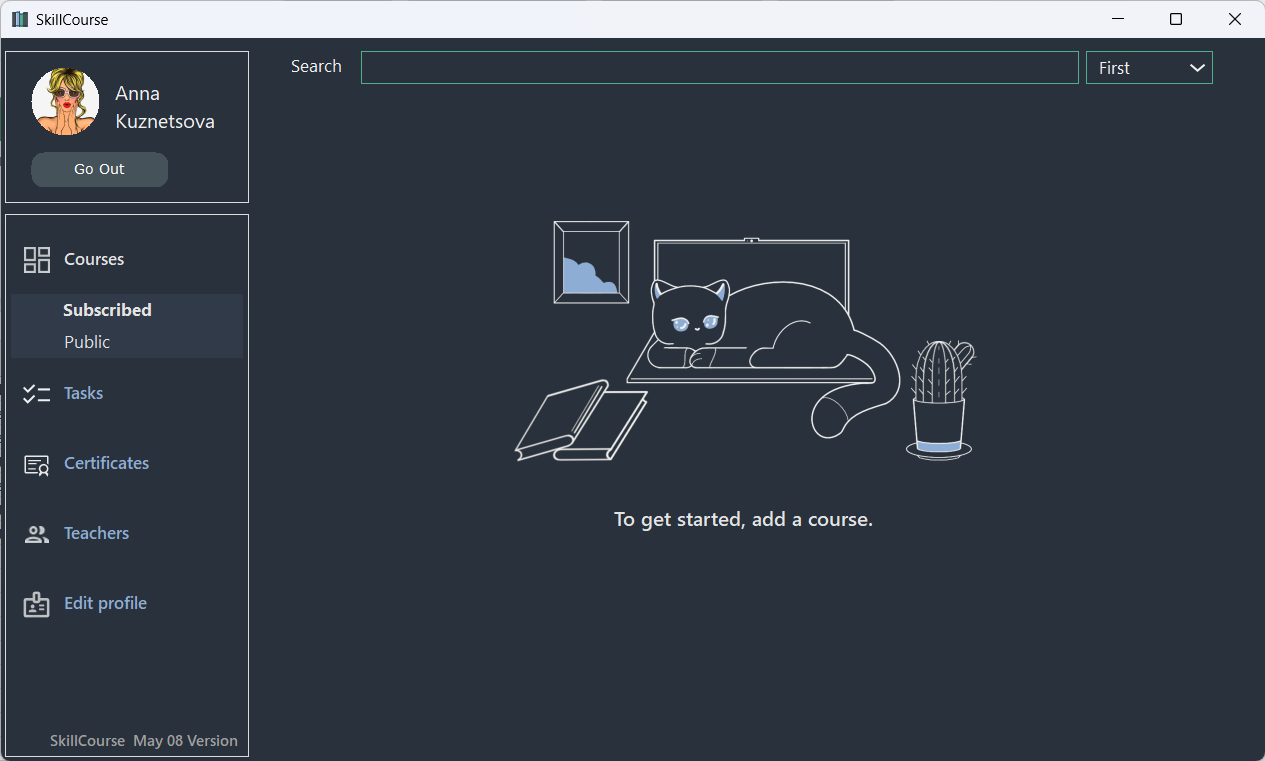 SkillCourse
Anna
Kuznetsova
Go Out
Courses
Subscribed
Public
Tasks
Certificates
Teachers
Edit profile
SkillCourse May 08 Version
Search
First
To get started, add a course.